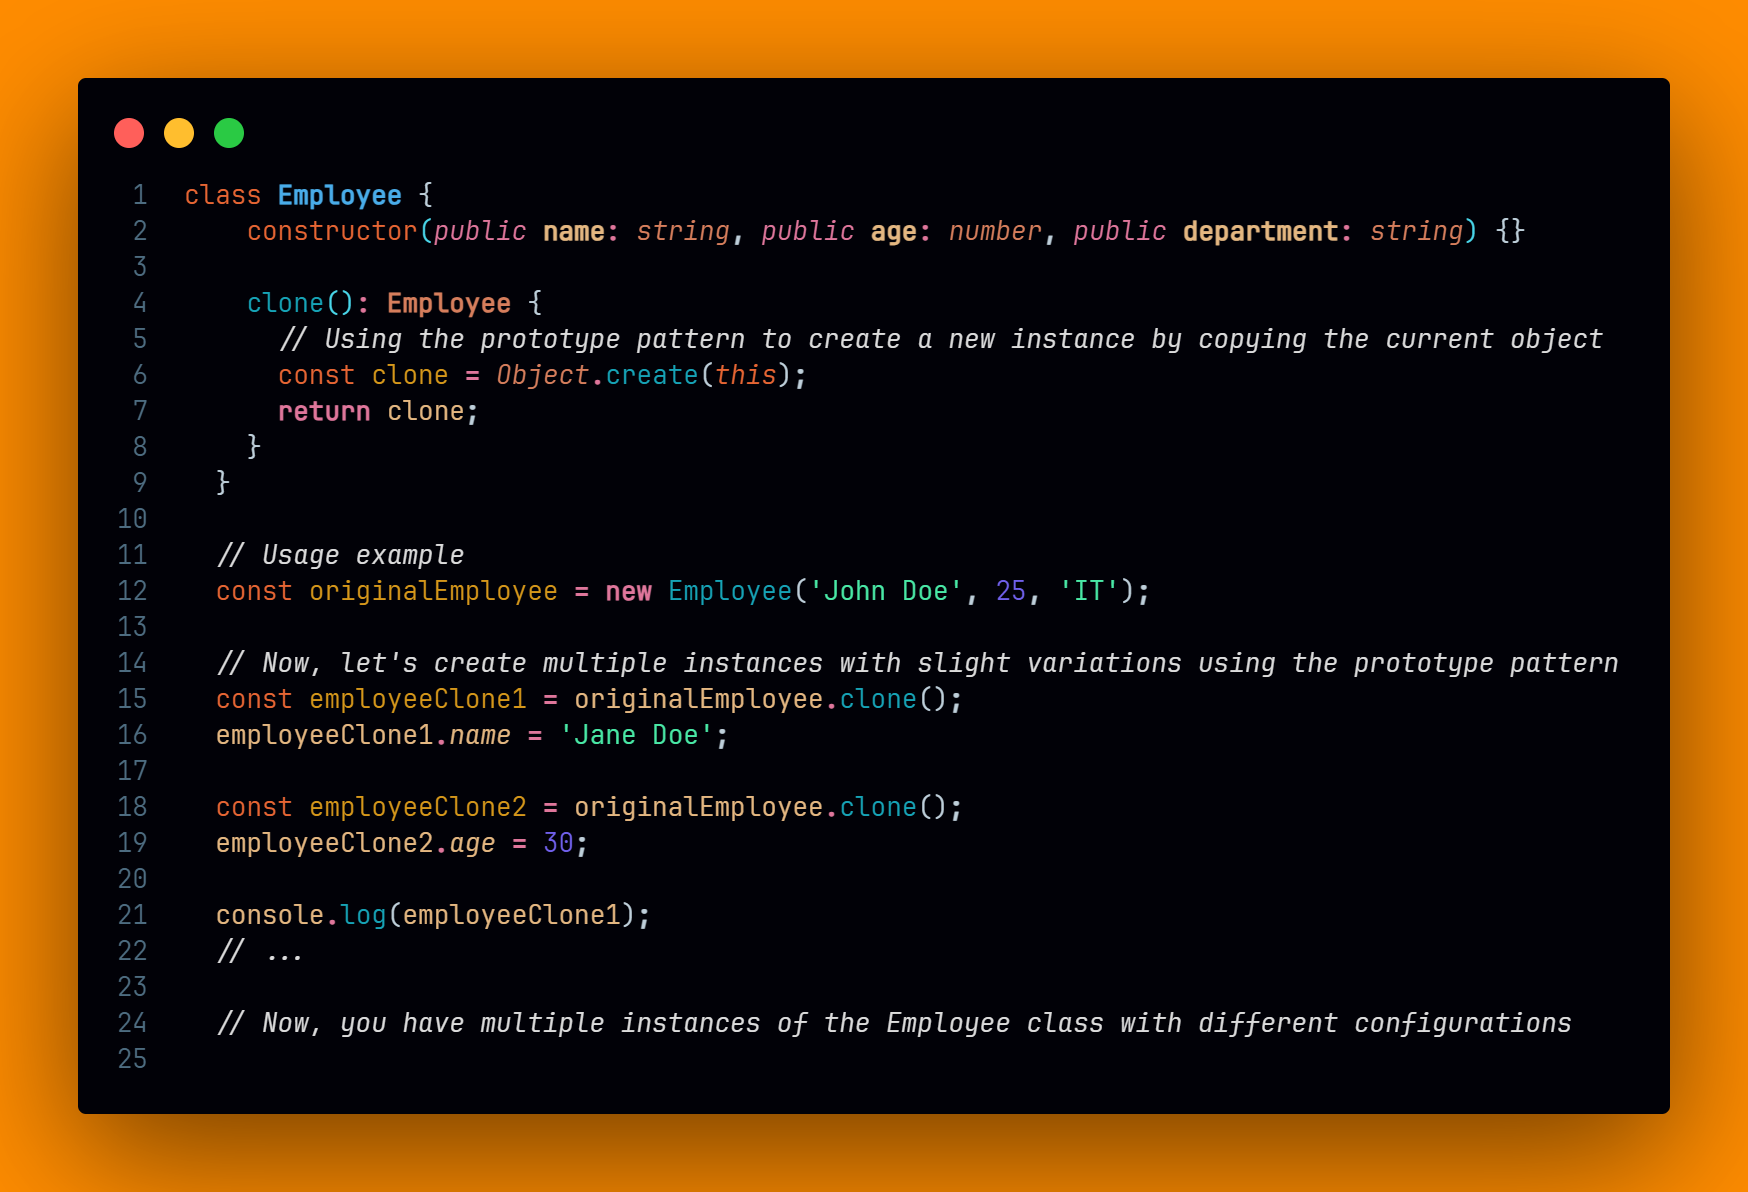 1 class Employee {
2 constructor(public name: string, public age: number, public department: string) {}
3
4 clone(): Employee {
5 // Using the prototype pattern to create a new instance by copying the current object
6 const clone = Object.create(this);
7 return clone;
8 }
9 }
10
11 // Usage example
12 const originalEmployee = new Employee('John Doe', 25, 'IT');
13
14 // Now, let's create multiple instances with slight variations using the prototype pattern
15 const employeeClone1 = originalEmployee.clone();
16 employeeClone1.name = 'Jane Doe';
17
18 const employeeClone2 = originalEmployee.clone();
19 employeeClone2.age = 30;
20
21 console.log(employeeClone1);
22 // ...
23
24 // Now, you have multiple instances of the Employee class with different configurations
25